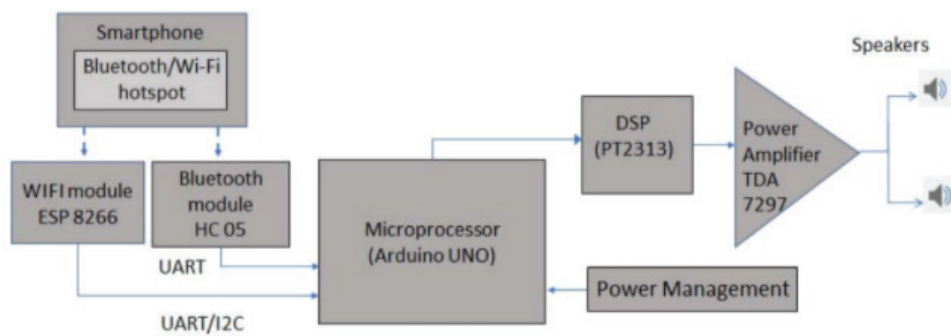 Smartphone
Bluetooth/Wi-Fi
hotspot
Speakers
DSP
(PT2313)
Power
Amplifier
TDA
7297
WIFI module
ESP 8266
Bluetooth
module
HC 05
Microprocessor
(Arduino UNO)
UART
Power Management
UART/I2C